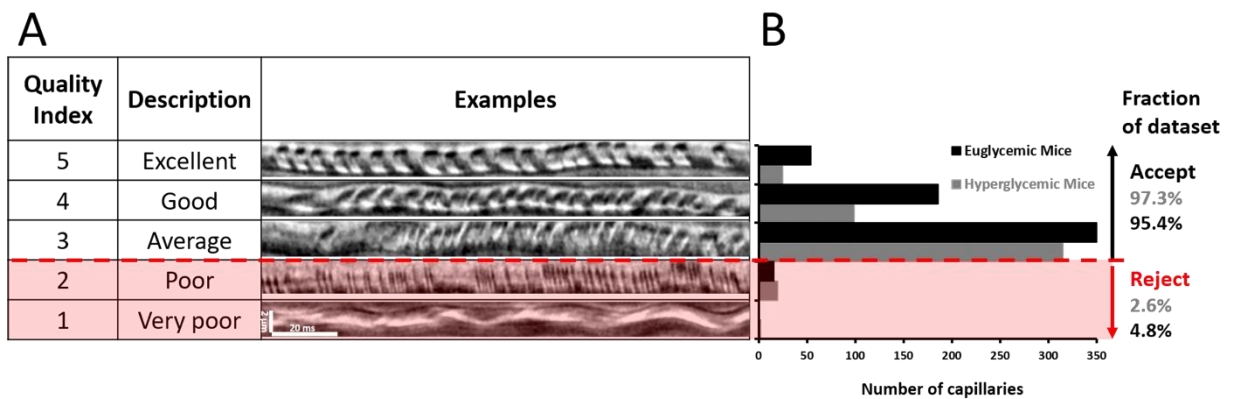 A
B
Quality Index
Description
Examples
5
Excellent
4
Good
3
Average
2
Poor
1
Very poor
2 µm
20 ms
Euglycemic Mice
Hyperglycemic Mice
Fraction
of dataset
Accept
97.3%
95.4%
Reject
2.6%
4.8%
0 50 100 150 200 250 300 350
Number of capillaries